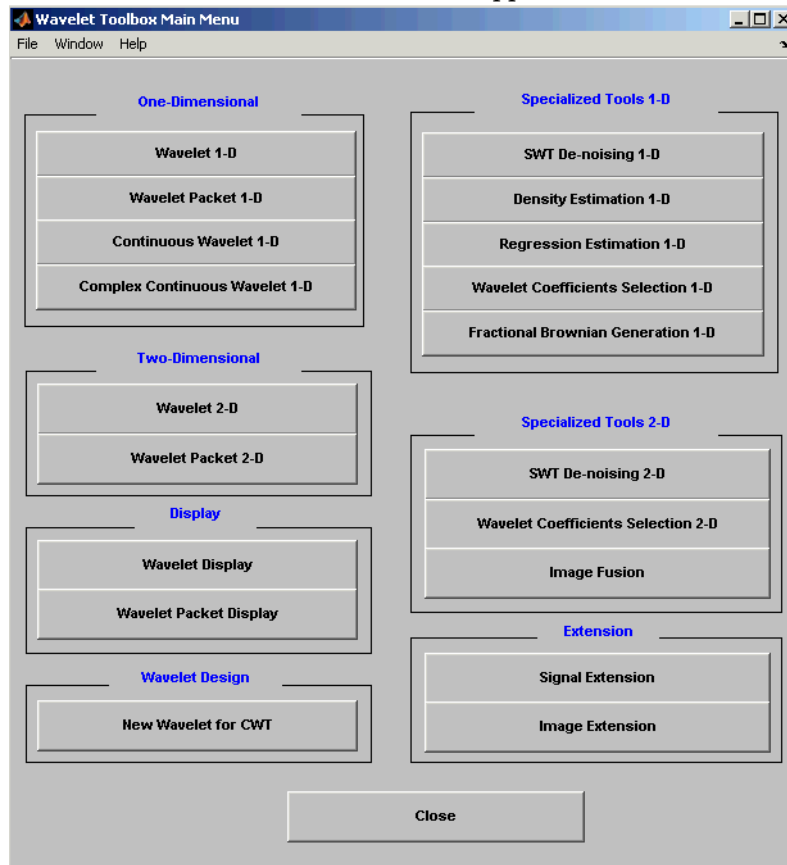 Wavelet Toolbox Main Menu
File Window Help
One-Dimensional
Wavelet 1-D
Wavelet Packet 1-D
Continuous Wavelet 1-D
Complex Continuous Wavelet 1-D
Two-Dimensional
Wavelet 2-D
Wavelet Packet 2-D
Display
Wavelet Display
Wavelet Packet Display
Wavelet Design
New Wavelet for CWT
Specialized Tools 1-D
SWT De-noising 1-D
Density Estimation 1-D
Regression Estimation 1-D
Wavelet Coefficients Selection 1-D
Fractional Brownian Generation 1-D
Specialized Tools 2-D
SWT De-noising 2-D
Wavelet Coefficients Selection 2-D
Image Fusion
Extension
Signal Extension
Image Extension
Close